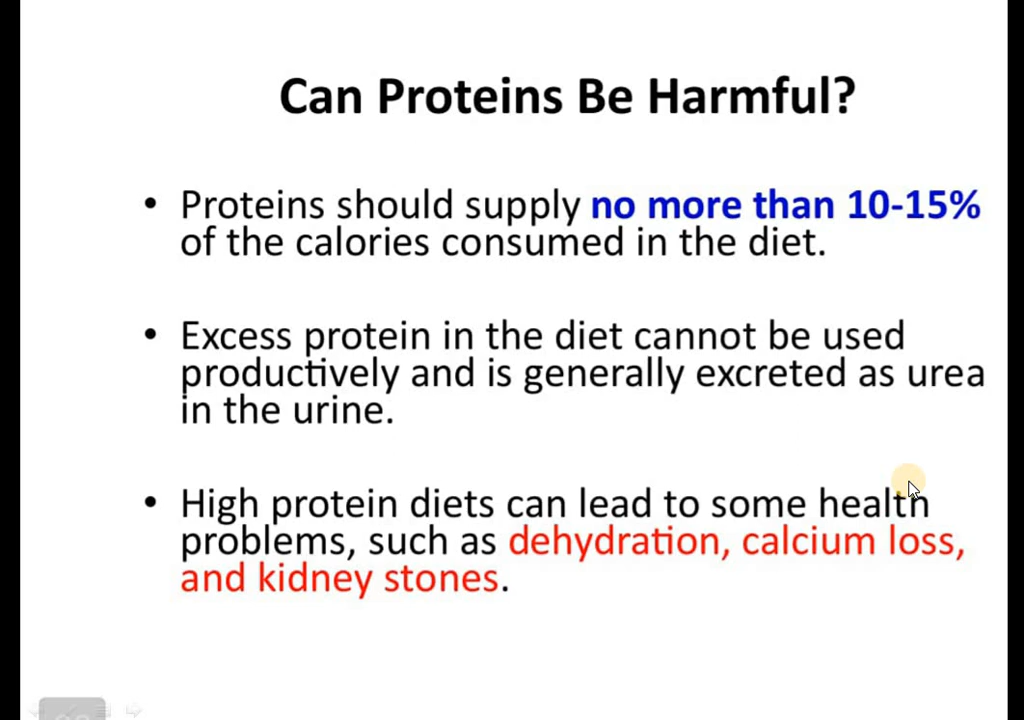 Can Proteins Be Harmful?
• Proteins should supply no more than 10-15%
of the calories consumed in the diet.
• Excess protein in the diet cannot be used
productively and is generally excreted as urea
in the urine.
• High protein diets can lead to some health
problems, such as dehydration, calcium loss,
and kidney stones.